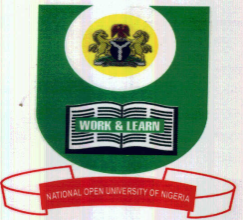 WORK & LEARN
NATIONAL OPEN UNIVERSITY OF NIGERIA